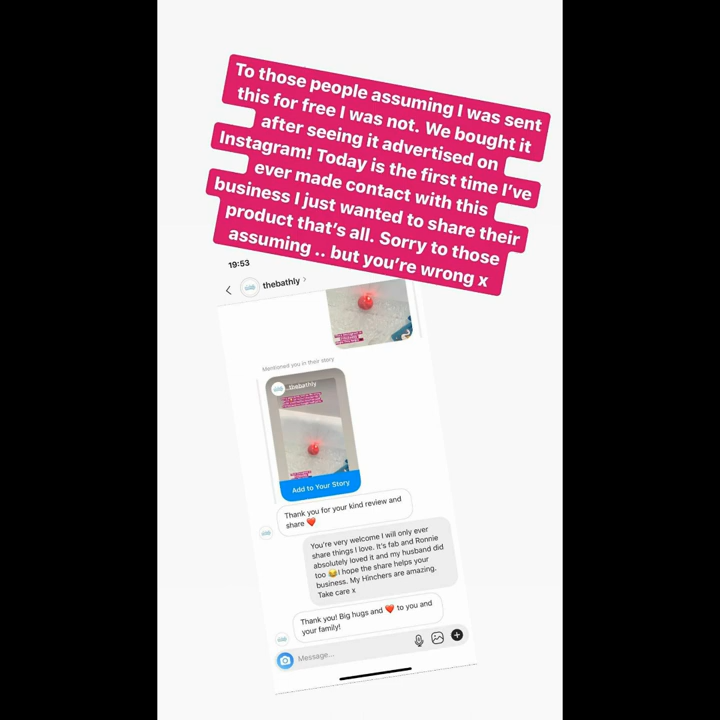 To those people assuming I was sent
this for free I was not. We bought it
after seeing it advertised on
Instagram! Today is the first time I've
ever made contact with this
business I just wanted to share their
product that's all. Sorry to those
assuming .. but you're wrong x
19:53
thebathly
Mentioned you in their story
thebathly
Add to Your Story
Thank you for your kind review and
share ❤️
You're very welcome I will only ever
share things I love. It's fab and Ronnie
absolutely loved it and my husband did
too 😂 I hope the share helps your
business. My Hinchers are amazing.
Take care x
Thank you! Big hugs and ❤️ to you and
your family!
Message...